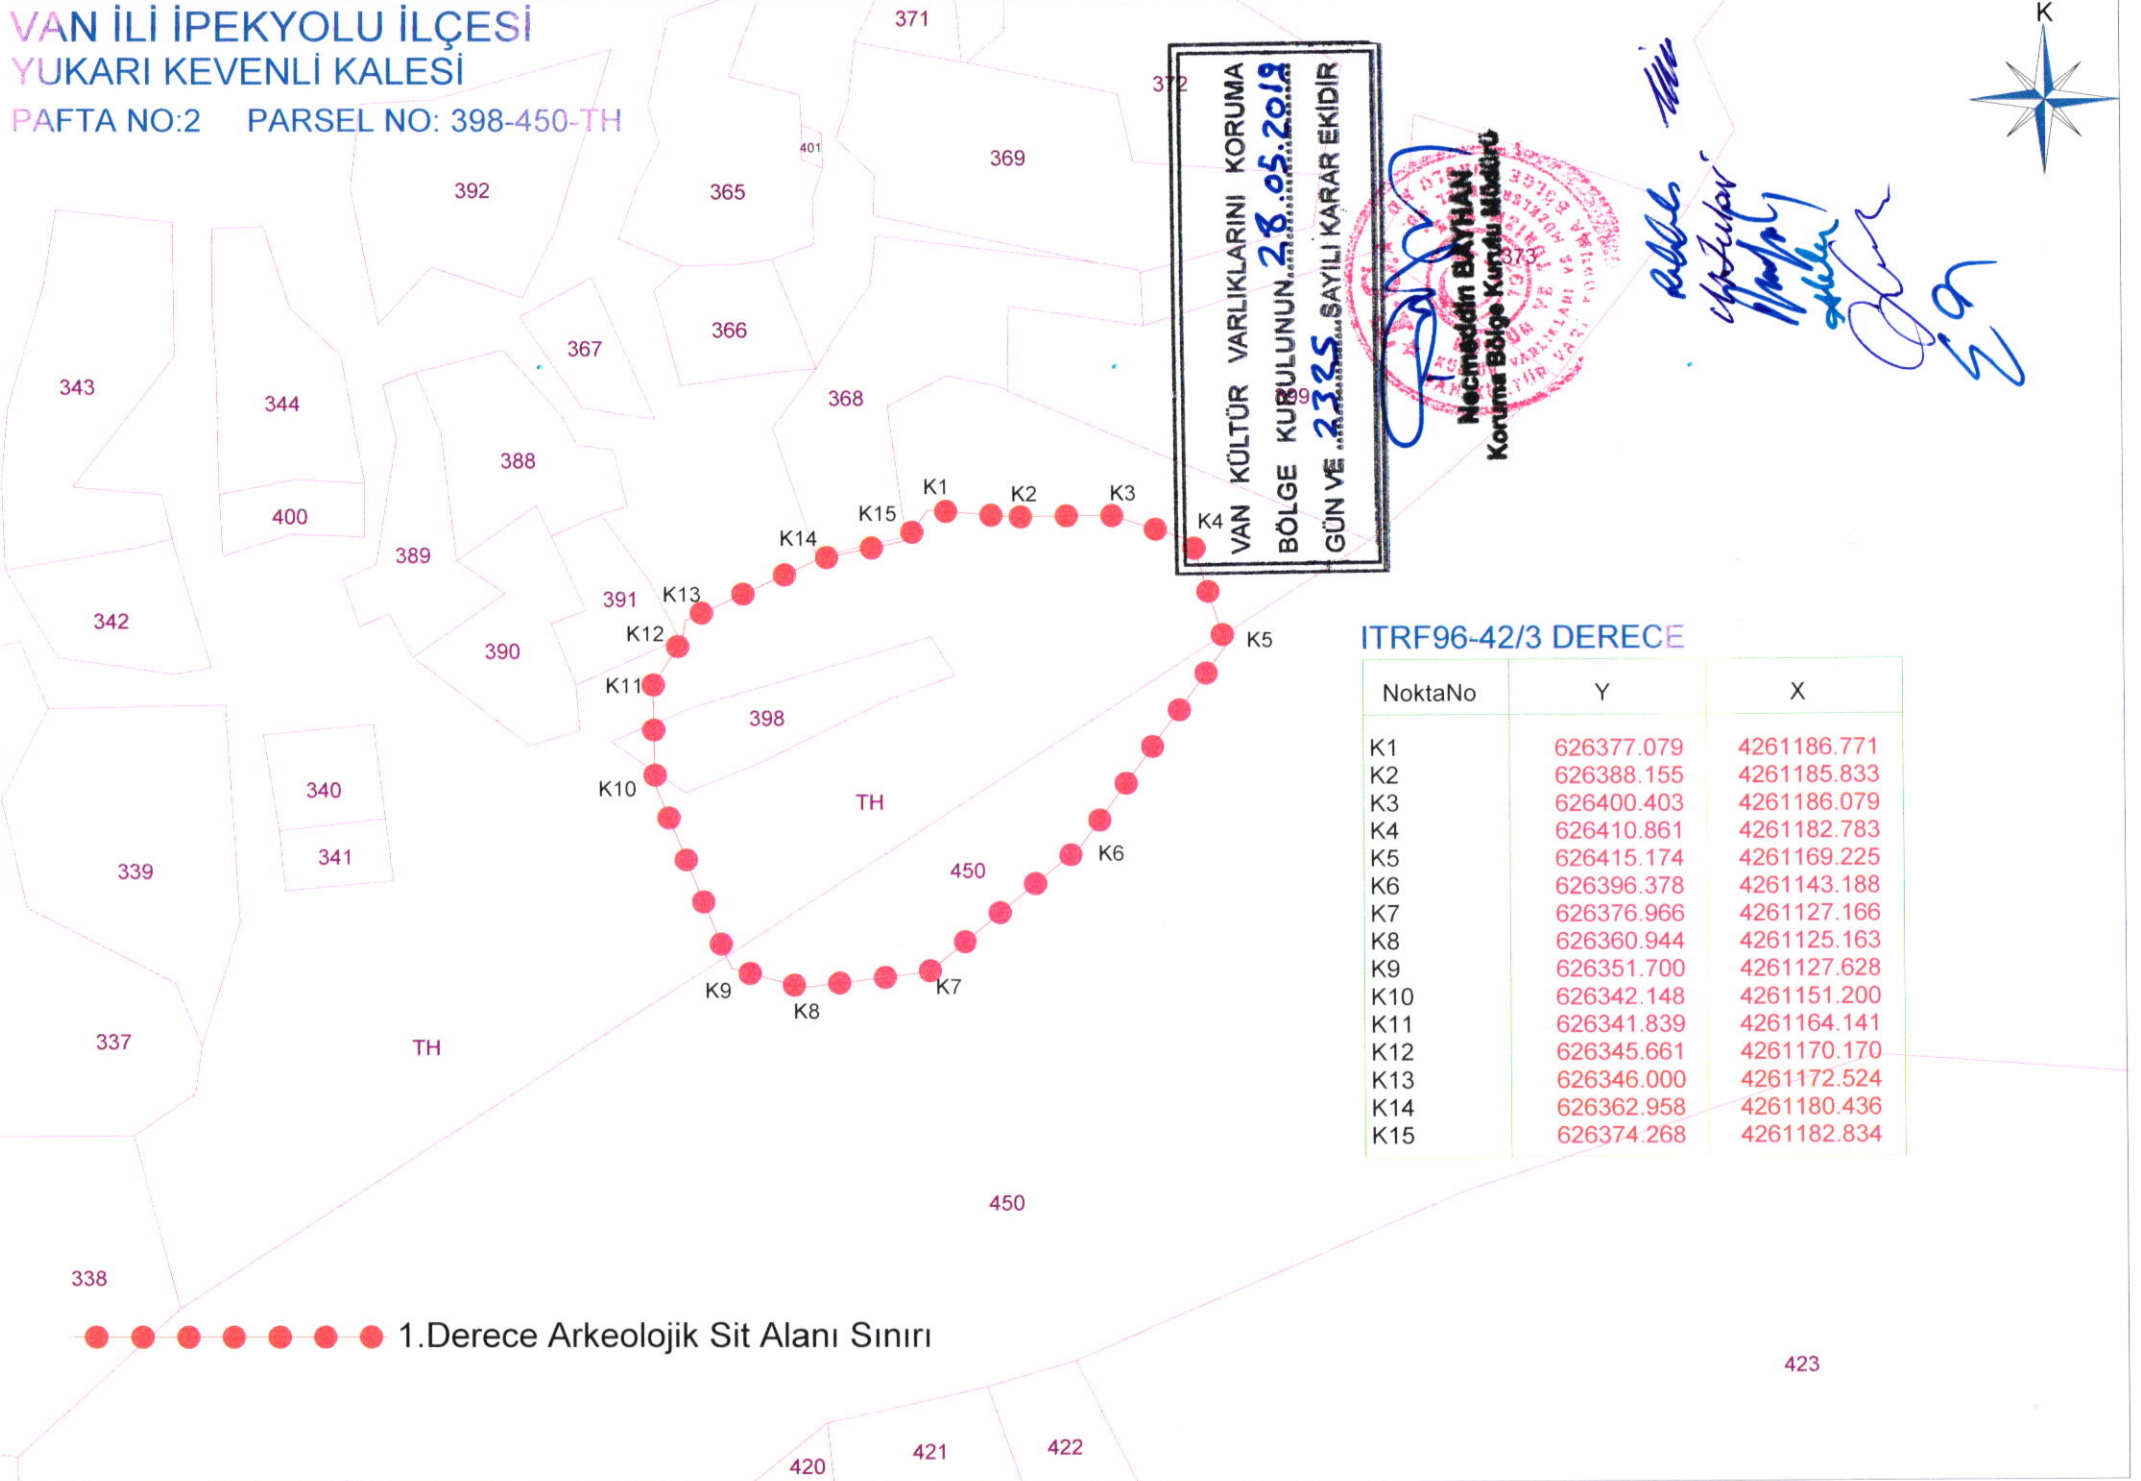 VAN İLİ İPEKYOLU İLÇESİ
YUKARI KEVENLİ KALESİ
PAFTA NO:2 PARSEL NO: 398-450-TH
K
371
372
401
369
392
365
373
367
366
343
344
368
399
388
400
389
391
342
390
398
TH
340
341
339
450
337
TH
450
338
423
420
421
422
K1
K2
K3
K4
K5
K6
K7
K8
K9
K10
K11
K12
K13
K14
K15
VAN KÜLTÜR VARLIKLARINI KORUMA
BÖLGE KURULUNUN 28.05.2019
GÜN VE 2325 SAYILI KARAR EKİDİR
Necmeddin BAYHAN
Koruma Bölge Kurulu Müdürü
ITRF96-42/3 DERECE
NoktaNo Y X
K1 626377.079 4261186.771
K2 626388.155 4261185.833
K3 626400.403 4261186.079
K4 626410.861 4261182.783
K5 626415.174 4261169.225
K6 626396.378 4261143.188
K7 626376.966 4261127.166
K8 626360.944 4261125.163
K9 626351.700 4261127.628
K10 626342.148 4261151.200
K11 626341.839 4261164.141
K12 626345.661 4261170.170
K13 626346.000 4261172.524
K14 626362.958 4261180.436
K15 626374.268 4261182.834
1.Derece Arkeolojik Sit Alanı Sınırı